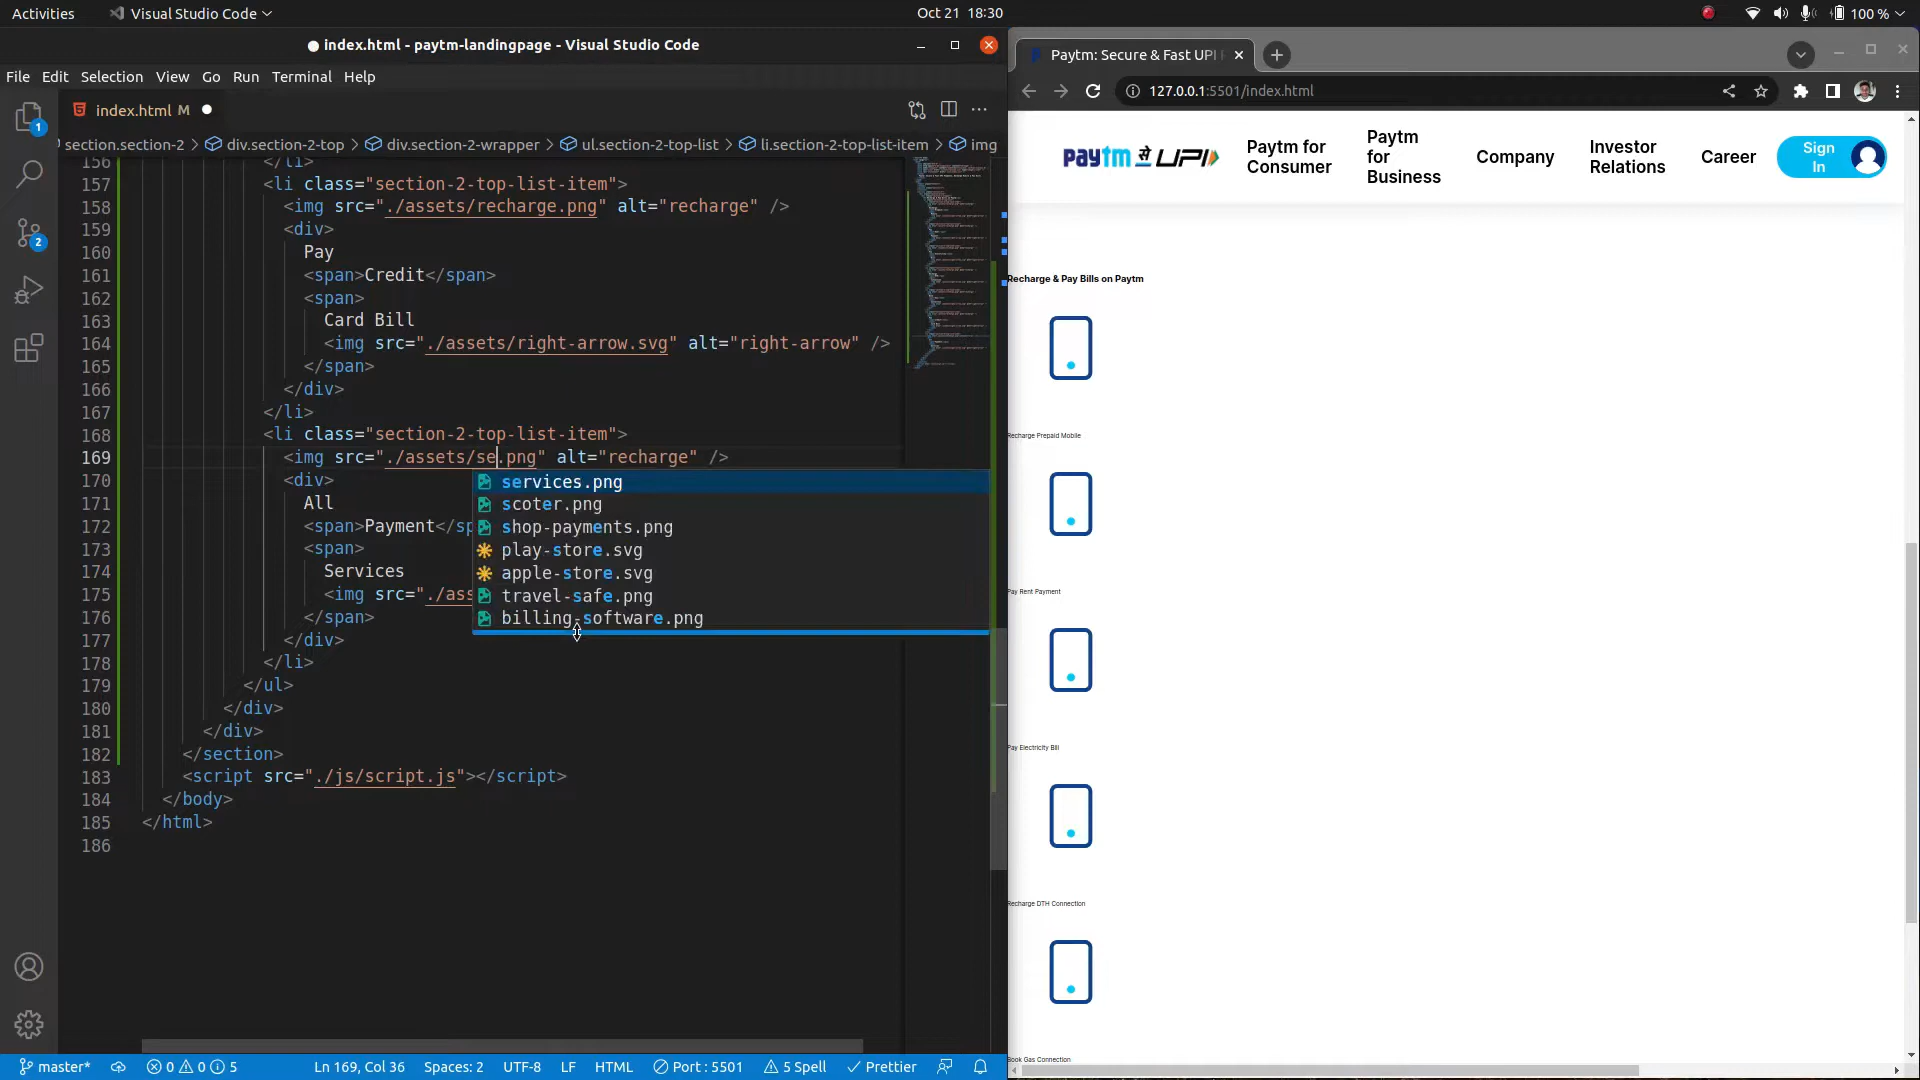 Activities
Visual Studio Code
Oct 21 18:30
100 %
index.html - paytm-landingpage - Visual Studio Code
File Edit Selection View Go Run Terminal Help
index.html M
section.section-2 > div.section-2-top > div.section-2-wrapper > ul.section-2-top-list > li.section-2-top-list-item > img
156 </li>
157 <li class="section-2-top-list-item">
158 <img src="./assets/recharge.png" alt="recharge" />
159 <div>
160 Pay
161 <span>Credit</span>
162 <span>
163 Card Bill
164 <img src="./assets/right-arrow.svg" alt="right-arrow" />
165 </span>
166 </div>
167 </li>
168 <li class="section-2-top-list-item">
169 <img src="./assets/se.png" alt="recharge" />
170 <div>
171 All
172 <span>Payment</sp
173 <span>
174 Services
175 <img src="./ass
176 </span>
177 </div>
178 </li>
179 </ul>
180 </div>
181 </div>
182 </section>
183 <script src="./js/script.js"></script>
184 </body>
185 </html>
186
services.png
scoter.png
shop-payments.png
play-store.svg
apple-store.svg
travel-safe.png
billing-software.png
1
2
master*
0 0 5
Ln 169, Col 36
Spaces: 2
UTF-8
LF
HTML
Port : 5501
5 Spell
Prettier
Paytm: Secure & Fast UPI
127.0.0.1:5501/index.html
paytm से UPI
Paytm for
Consumer
Paytm
for
Business
Company
Investor
Relations
Career
Sign
In
Recharge & Pay Bills on Paytm
Recharge Prepaid Mobile
Pay Rent Payment
Pay Electricity Bill
Recharge DTH Connection
Book Gas Connection